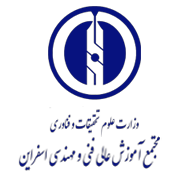 وزارت علوم تحقیقات و فناوری
مجتمع آموزش عالی فنی و مهندسی اسفراین